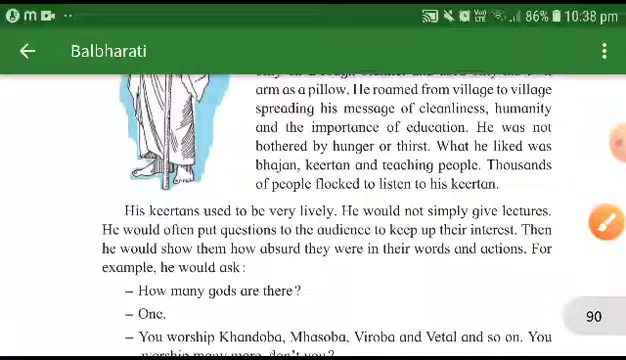 86% 10:38 pm
Balbharati
arm as a pillow. He roamed from village to village
spreading his message of cleanliness, humanity
and the importance of education. He was not
bothered by hunger or thirst. What he liked was
bhajan, keertan and teaching people. Thousands
of people flocked to listen to his keertan.
His keertans used to be very lively. He would not simply give lectures.
He would often put questions to the audience to keep up their interest. Then
he would show them how absurd they were in their words and actions. For
example, he would ask :
– How many gods are there?
– One.
90
– You worship Khandoba, Mhasoba, Viroba and Vetal and so on. You
worship many more, don't you?